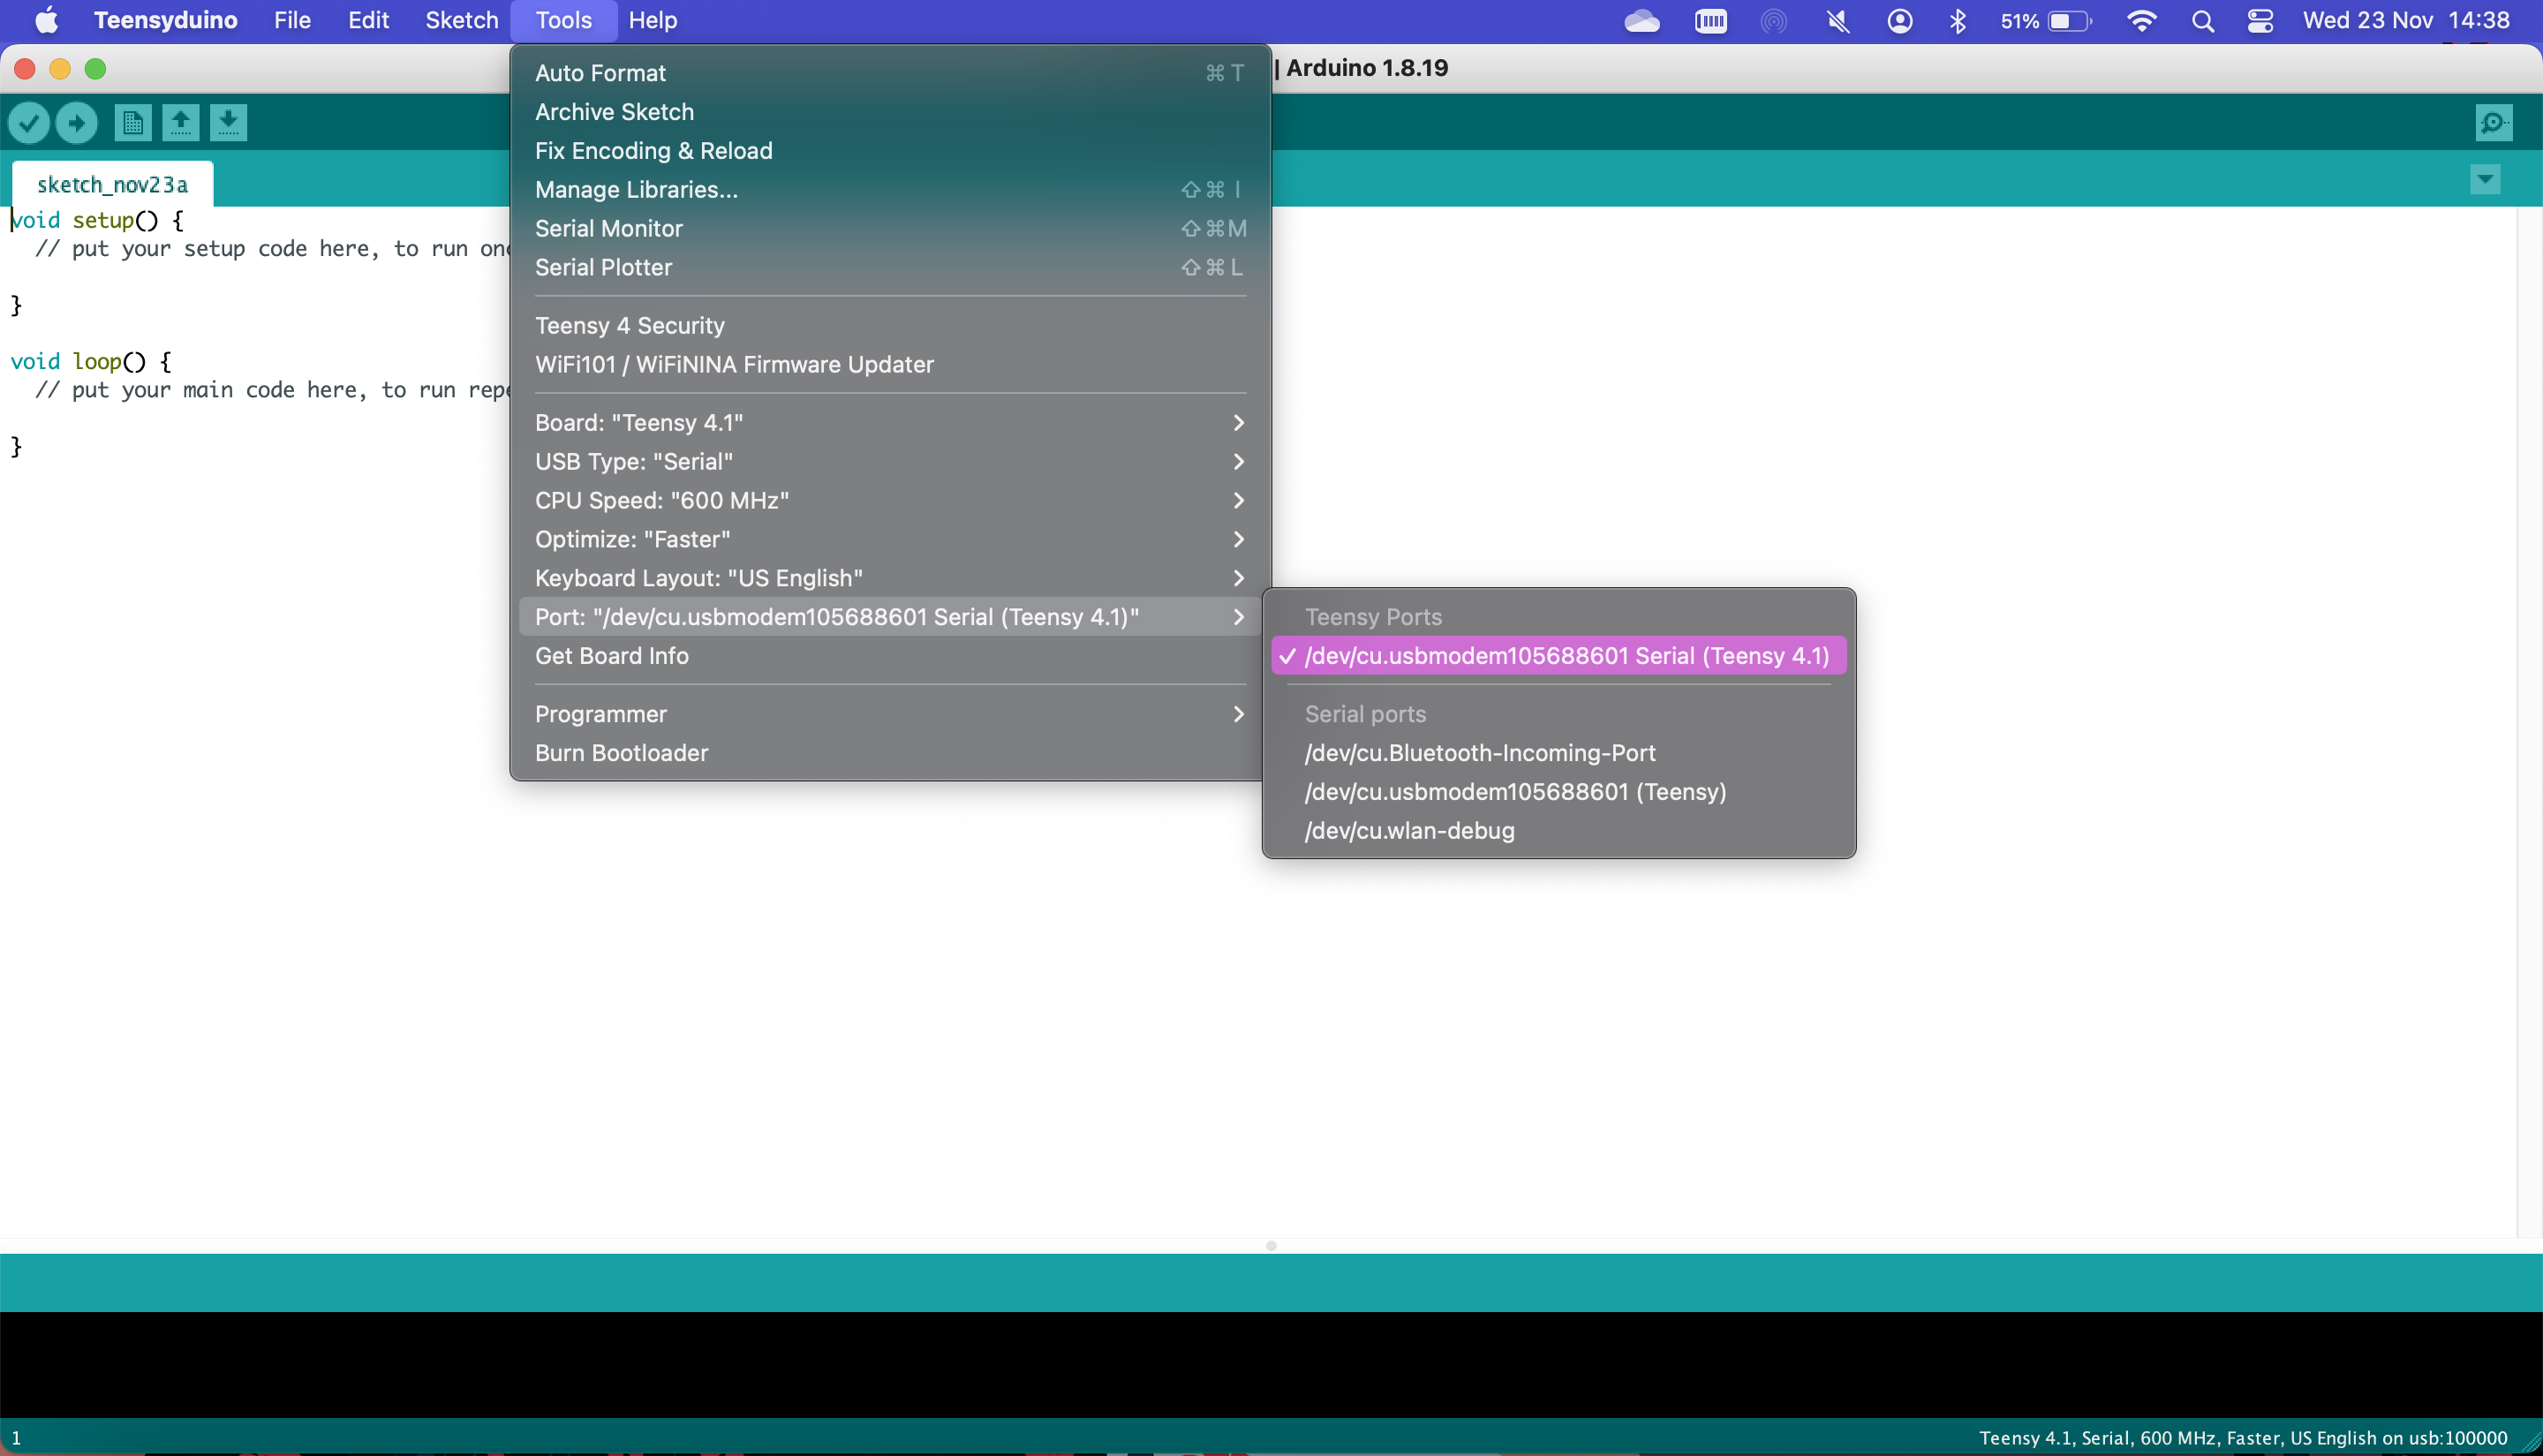 Teensyduino File Edit Sketch Tools Help 51% Wed 23 Nov 14:38
| Arduino 1.8.19
sketch_nov23a
void setup() {
// put your setup code here, to run
}
void loop() {
// put your main code here, to run
}
Auto Format ⌘T
Archive Sketch
Fix Encoding & Reload
Manage Libraries... ⇧⌘I
Serial Monitor ⇧⌘M
Serial Plotter ⇧⌘L
Teensy 4 Security
WiFi101 / WiFiNINA Firmware Updater
Board: "Teensy 4.1"
USB Type: "Serial"
CPU Speed: "600 MHz"
Optimize: "Faster"
Keyboard Layout: "US English"
Port: "/dev/cu.usbmodem105688601 Serial (Teensy 4.1)"
Get Board Info
Programmer
Burn Bootloader
Teensy Ports
✓ /dev/cu.usbmodem105688601 Serial (Teensy 4.1)
Serial ports
/dev/cu.Bluetooth-Incoming-Port
/dev/cu.usbmodem105688601 (Teensy)
/dev/cu.wlan-debug
1
Teensy 4.1, Serial, 600 MHz, Faster, US English on usb:100000